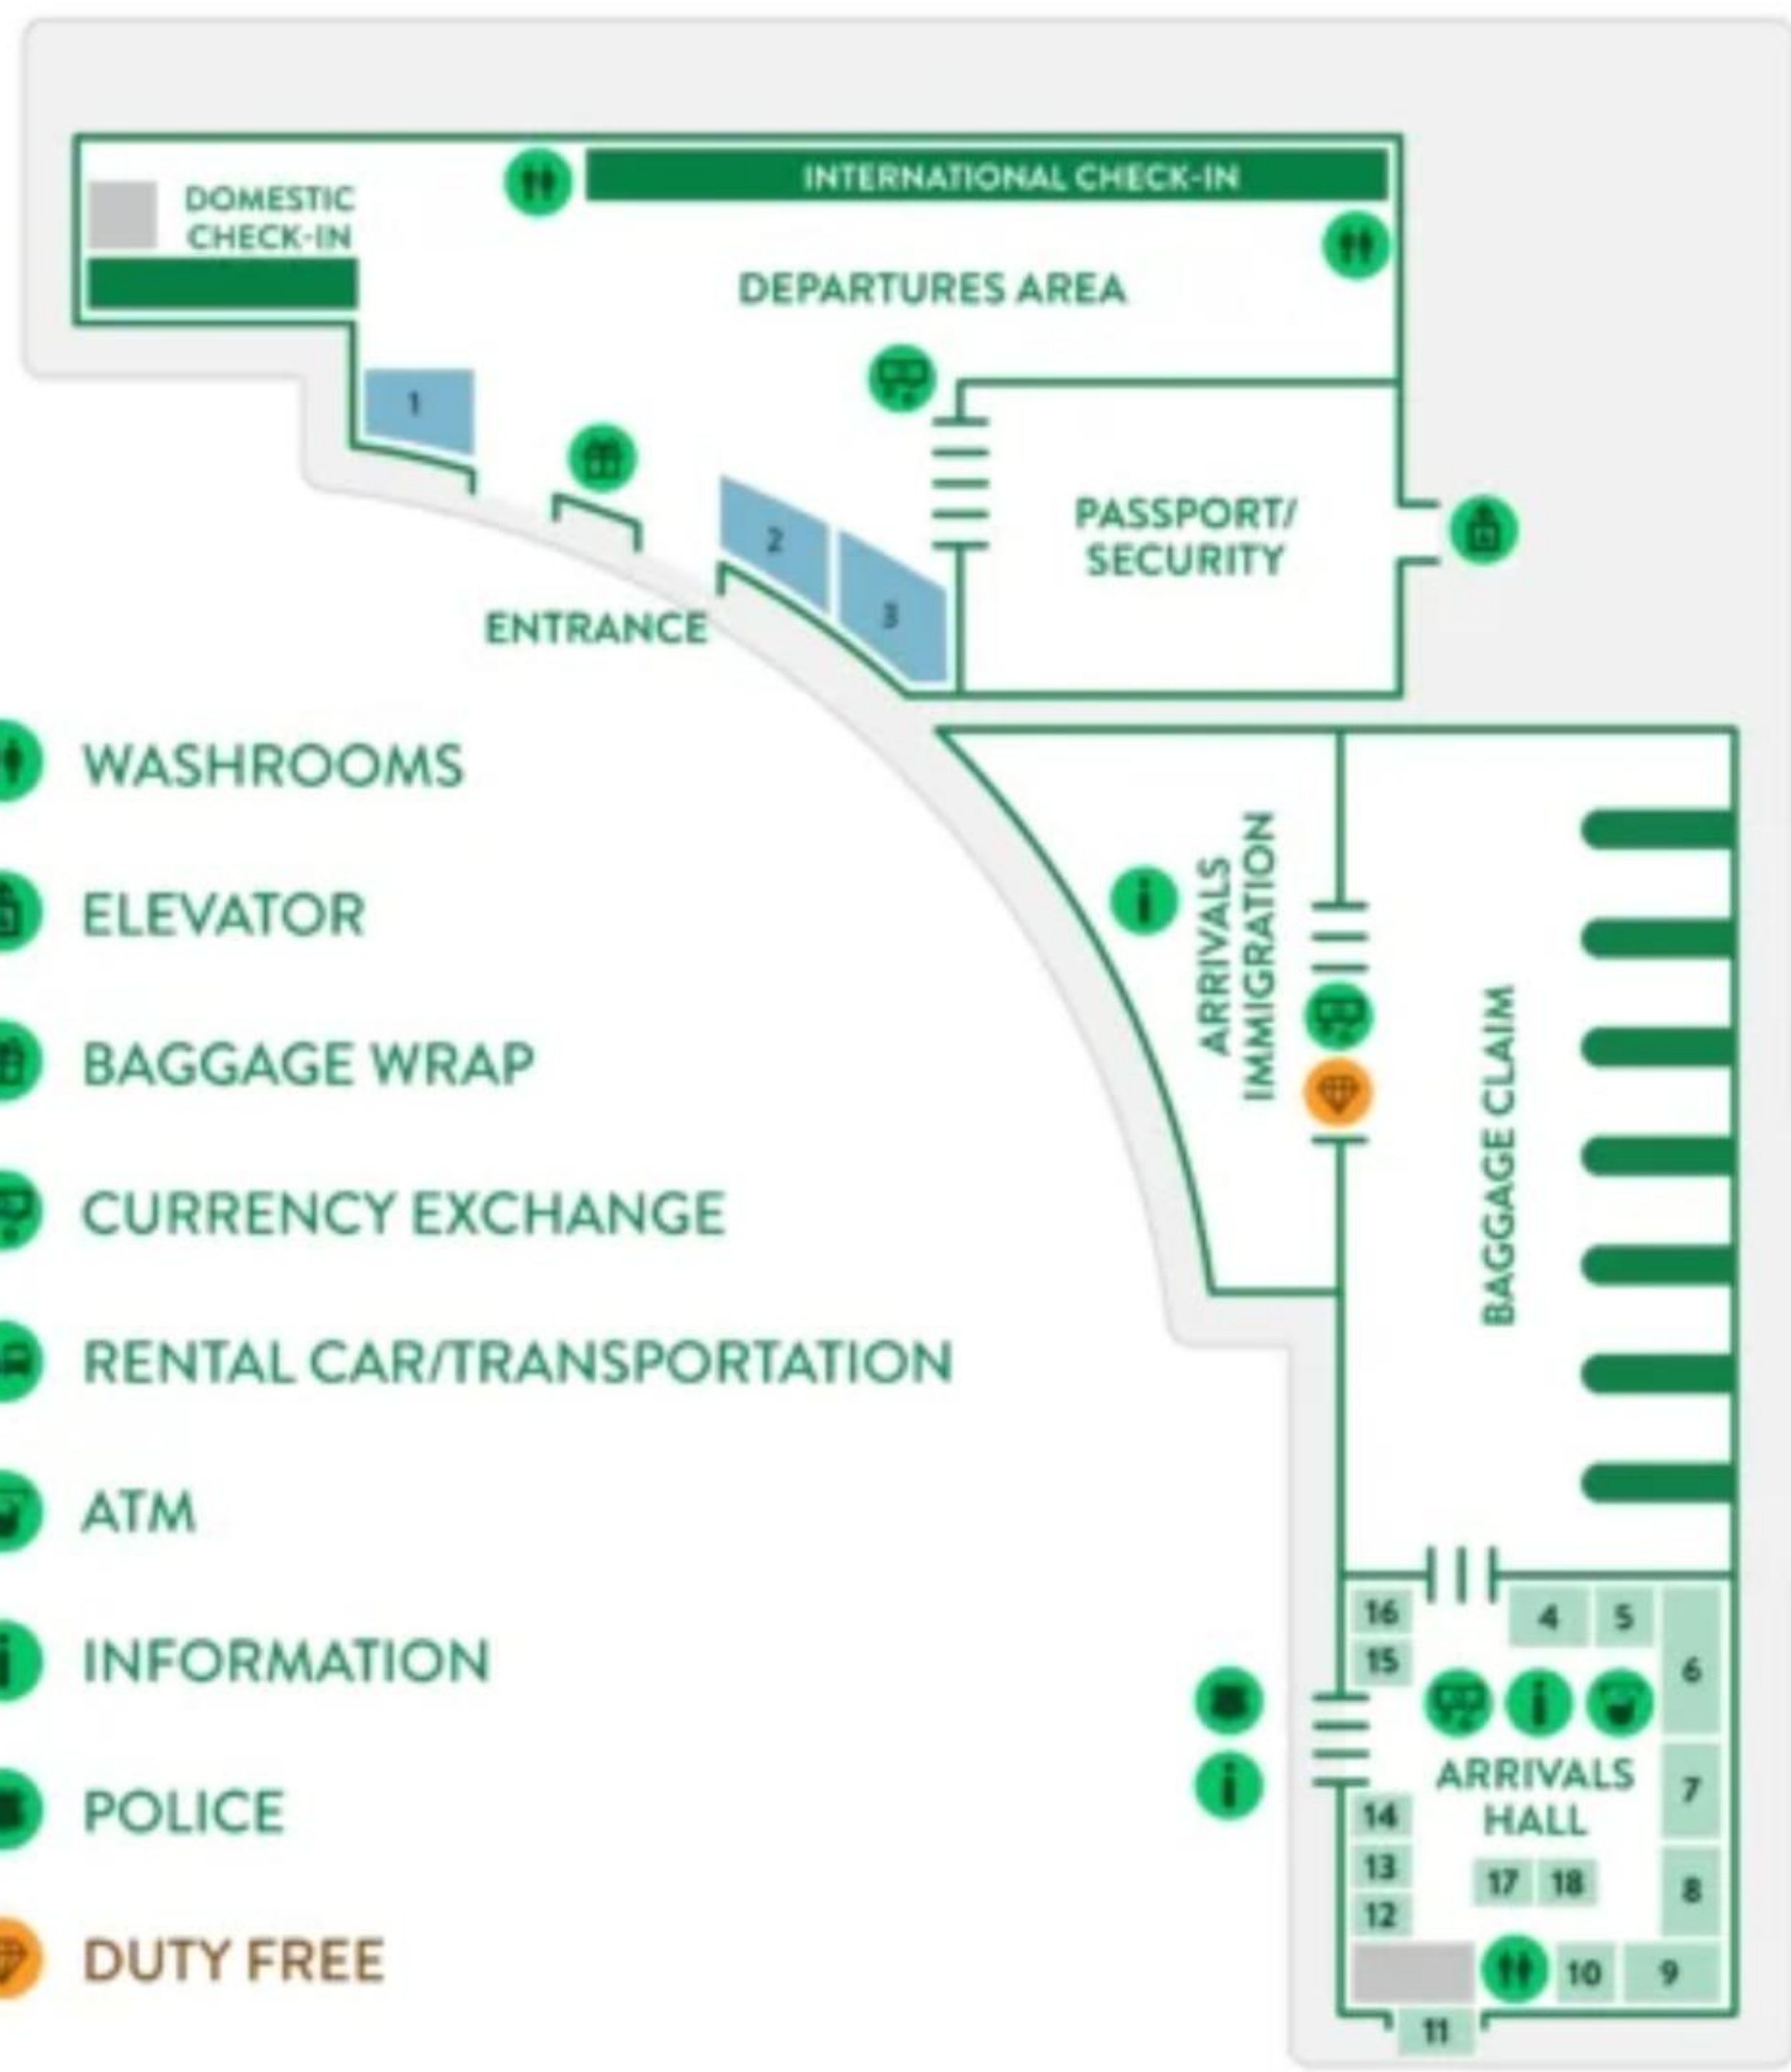 INTERNATIONAL CHECK-IN
DOMESTIC
CHECK-IN
DEPARTURES AREA
1
2
3
PASSPORT/
SECURITY
ENTRANCE
WASHROOMS
ELEVATOR
BAGGAGE WRAP
CURRENCY EXCHANGE
RENTAL CAR/TRANSPORTATION
ATM
INFORMATION
POLICE
DUTY FREE
ARRIVALS
IMMIGRATION
BAGGAGE CLAIM
16
15
4
5
6
ARRIVALS
HALL
7
14
13
12
17
18
8
10
9
11